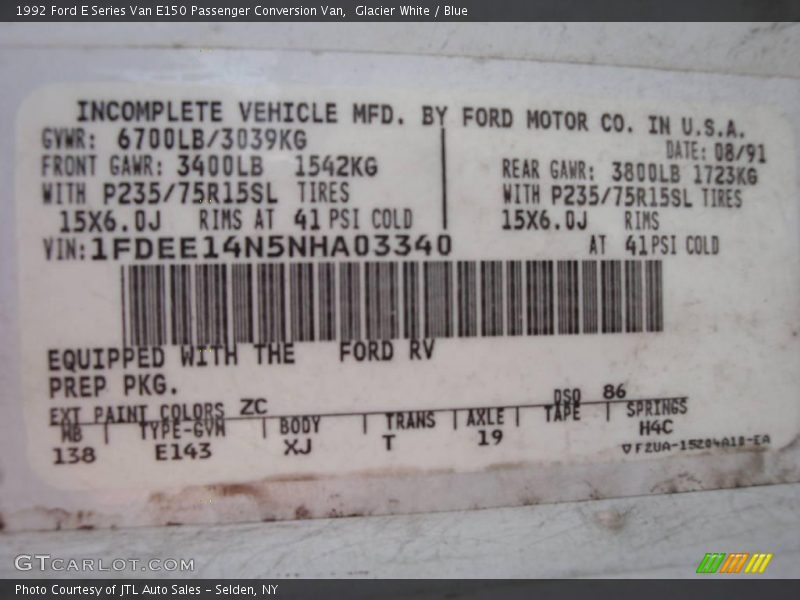 1992 Ford E Series Van E150 Passenger Conversion Van, Glacier White / Blue
INCOMPLETE VEHICLE MFD. BY FORD MOTOR CO. IN U.S.A.
GVWR: 6700LB/3039KG
DATE: 08/91
FRONT GAWR: 3400LB 1542KG
REAR GAWR: 3800LB 1723KG
WITH P235/75R15SL TIRES
WITH P235/75R15SL TIRES
15X6.0J RIMS AT 41 PSI COLD
15X6.0J RIMS
VIN: 1FDEE14N5NHA03340
AT 41 PSI COLD
EQUIPPED WITH THE FORD RV
PREP PKG.
EXT PAINT COLORS ZC
DSO 86
WB TYPE-GVM BODY TRANS AXLE TAPE SPRINGS
138 E143 XJ T 19 H4C
F2UA-15204A10-EA
GTCarLot.com
Photo Courtesy of JTL Auto Sales - Selden, NY